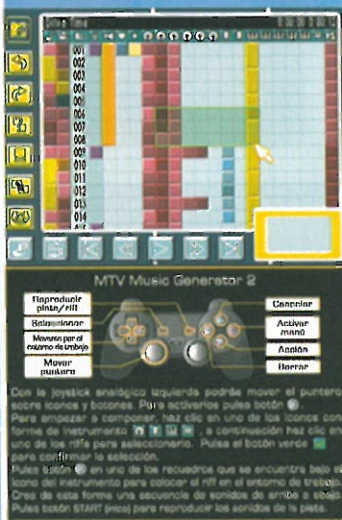 Time
001
002
003
004
005
006
007
008
009
010
011
012
013
014
MTV Music Generator 2
Reproducir pista/riff
Seleccionar
Moverse por el entorno de trabajo
Mover puntero
Cancelar
Activar menú
Acción
Borrar
Con la joystick analógico izquierda podrás mover el puntero
sobre iconos y botones. Para activarlos pulsa botón
Para empezar a componer, haz clic en uno de los iconos con
forma de instrumento a continuación haz clic en
uno de los riffs para seleccionarlo. Pulsa el botón verde
para confirmar la selección.
Pulsa botón en uno de los recuadros que se encuentra bajo el
icono del instrumento para colocar el riff en el entorno de trabajo.
Crea de esta forma una secuencia de sonidos de arriba a abajo.
Pulsa botón START (inicio) para reproducir los sonidos de la pista.